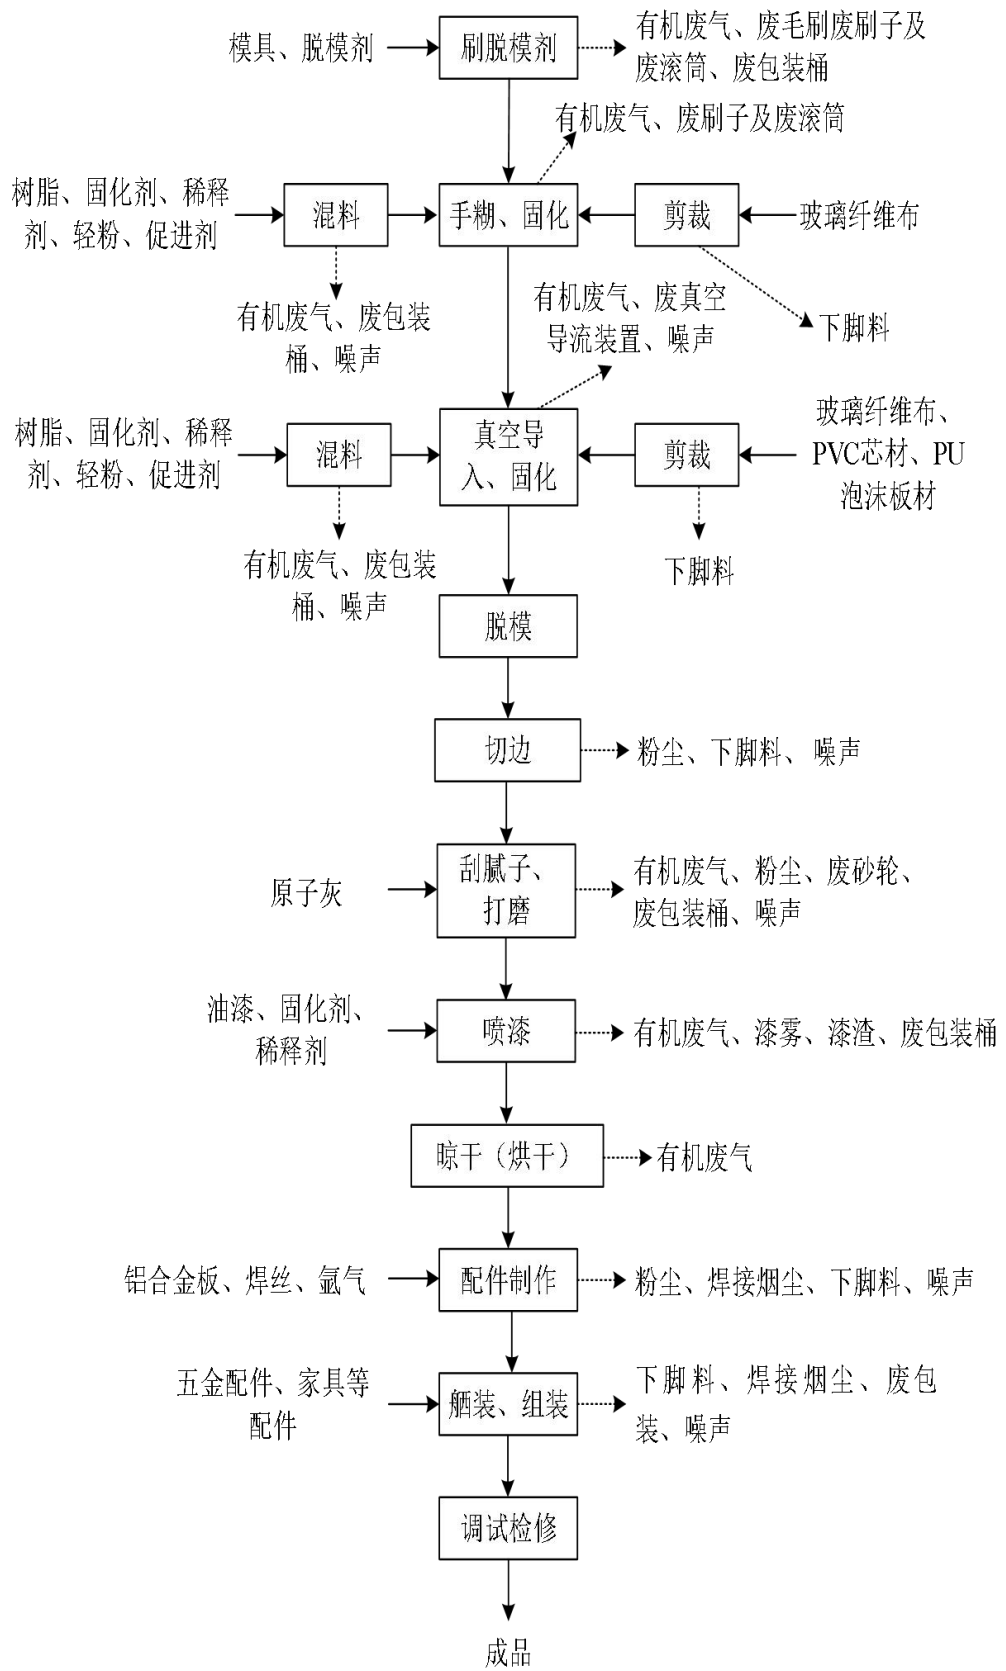 模具、脱模剂
刷脱模剂
有机废气、废毛刷废刷子及
废滚筒、废包装桶
有机废气、废刷子及废滚筒
树脂、固化剂、稀释
剂、轻粉、促进剂
混料
手糊、固化
剪裁
玻璃纤维布
有机废气、废包装
桶、噪声
有机废气、废真空
导流装置、噪声
下脚料
树脂、固化剂、稀释
剂、轻粉、促进剂
混料
真空导
入、固化
剪裁
玻璃纤维布、
PVC芯材、PU
泡沫板材
有机废气、废包装
桶、噪声
下脚料
脱模
切边
粉尘、下脚料、噪声
原子灰
刮腻子、
打磨
有机废气、粉尘、废砂轮、
废包装桶、噪声
油漆、固化剂、
稀释剂
喷漆
有机废气、漆雾、漆渣、废包装桶
晾干（烘干）
有机废气
铝合金板、焊丝、氩气
配件制作
粉尘、焊接烟尘、下脚料、噪声
五金配件、家具等
配件
舾装、组装
下脚料、焊接烟尘、废包
装、噪声
调试检修
成品